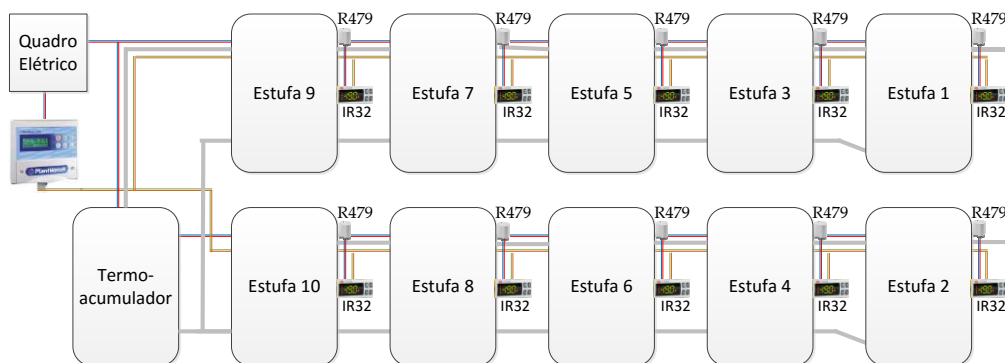 Quadro
Elétrico
Estufa 9
R479
IR32
Estufa 7
R479
IR32
Estufa 5
R479
IR32
Estufa 3
R479
IR32
Estufa 1
R479
IR32
Termo-
acumulador
Estufa 10
R479
IR32
Estufa 8
R479
IR32
Estufa 6
R479
IR32
Estufa 4
R479
IR32
Estufa 2
R479
IR32